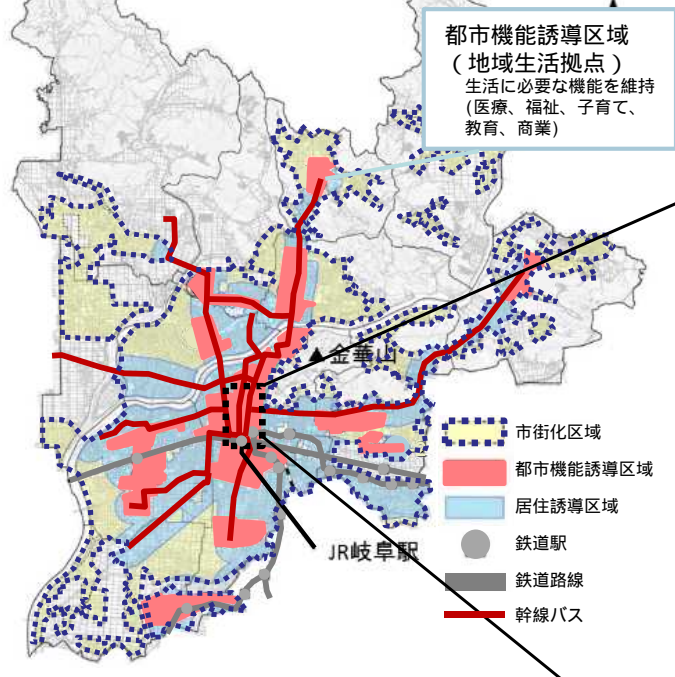 都市機能誘導区域
(地域生活拠点)
生活に必要な機能を維持
(医療、福祉、子育て、
教育、商業)
▲金華山
市街化区域
都市機能誘導区域
居住誘導区域
鉄道駅
JR岐阜駅
鉄道路線
幹線バス